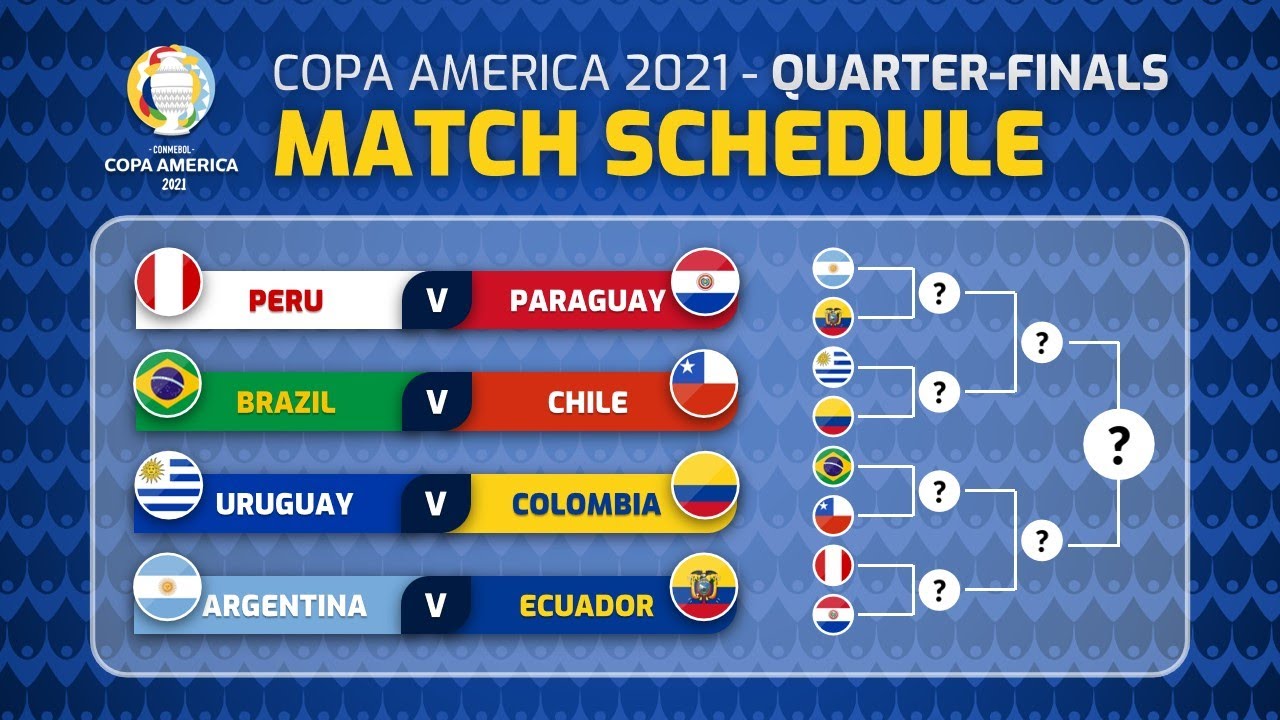 COPA AMERICA 2021 - QUARTER-FINALS
MATCH SCHEDULE
- CONMEBOL -
COPA AMERICA
2021
PERU V PARAGUAY
BRAZIL V CHILE
URUGUAY V COLOMBIA
ARGENTINA V ECUADOR
?
?
?
?
?
?
?